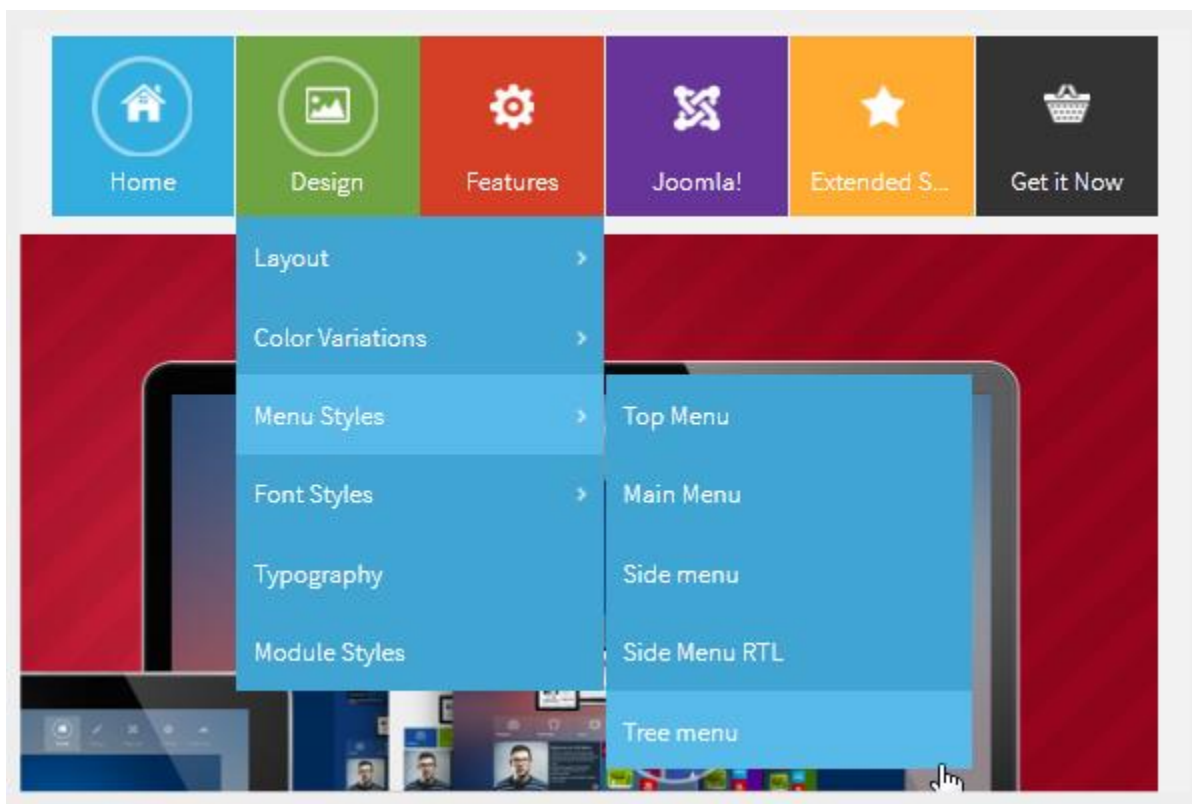 Home
Design
Features
Joomla!
Extended S...
Get it Now
Layout
Color Variations
Menu Styles
Font Styles
Typography
Module Styles
Top Menu
Main Menu
Side menu
Side Menu RTL
Tree menu